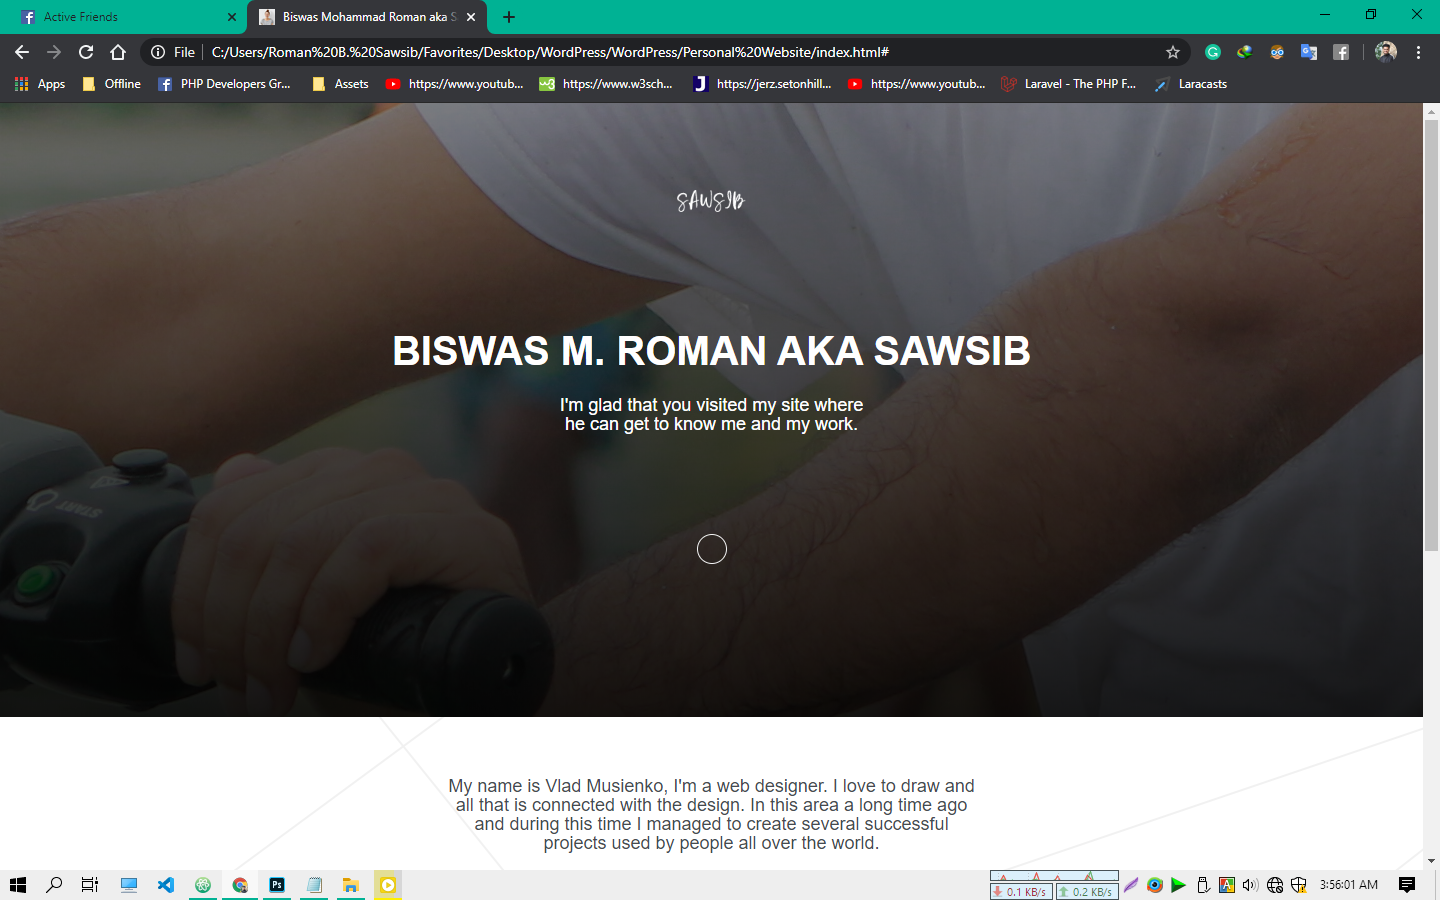 Active Friends
Biswas Mohammad Roman aka S
File
C:/Users/Roman%20B.%20Sawsib/Favorites/Desktop/WordPress/WordPress/Personal%20Website/index.html#
Apps
Offline
PHP Developers Gr...
Assets
https://www.youtub...
https://www.w3sch...
https://jerz.setonhill...
https://www.youtub...
Laravel - The PHP F...
Laracasts
SAWSIB
BISWAS M. ROMAN AKA SAWSIB
I'm glad that you visited my site where
he can get to know me and my work.
START
My name is Vlad Musienko, I'm a web designer. I love to draw and
all that is connected with the design. In this area a long time ago
and during this time I managed to create several successful
projects used by people all over the world.
Ps
0.1 KB/s
0.2 KB/s
3:56:01 AM